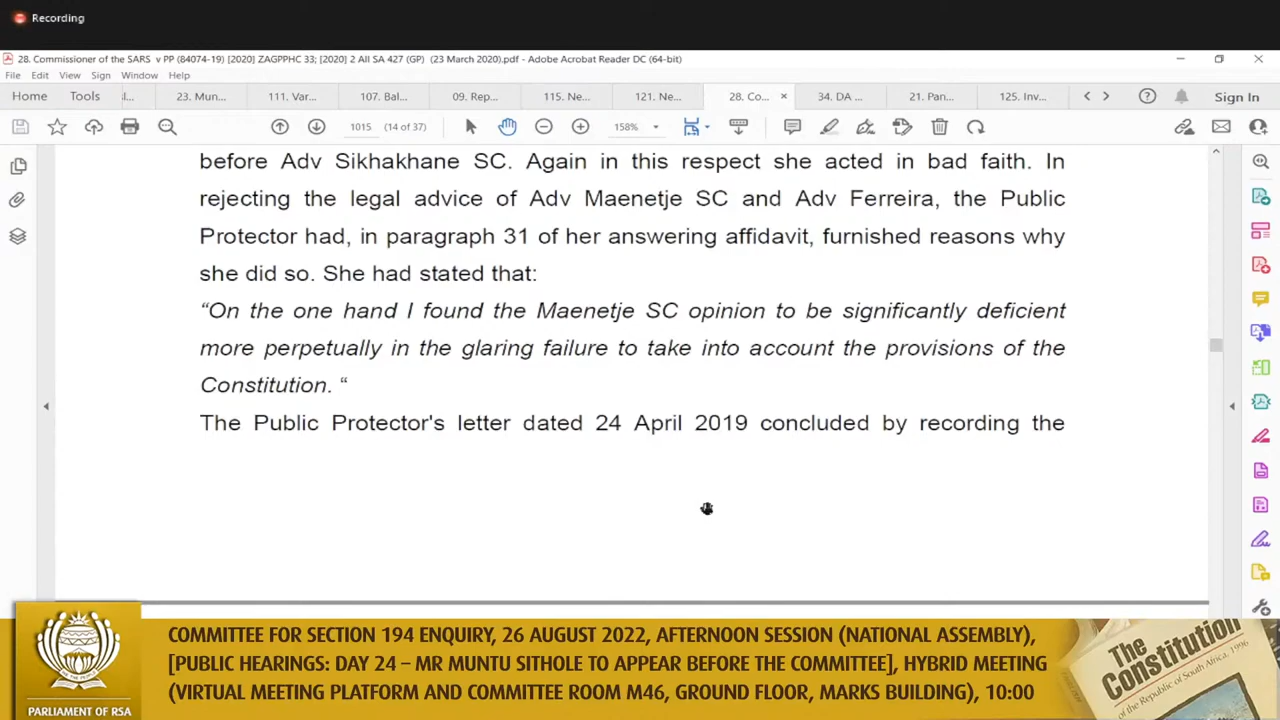 Recording
28. Commissioner of the SARS v PP (84074-19) [2020] ZAGPPHC 33; [2020] 2 All SA 427 (GP) (23 March 2020).pdf - Adobe Acrobat Reader DC (64-bit)
File Edit View Sign Window Help
Home Tools l... 23. Mun... 111. Var... 107. Bal... 09. Rep... 115. Ne... 121. Ne... 28. Co... × 34. DA ... 21. Pan... 125. Inv... Sign In
1015 (14 of 37) 158%
before Adv Sikhakhane SC. Again in this respect she acted in bad faith. In
rejecting the legal advice of Adv Maenetje SC and Adv Ferreira, the Public
Protector had, in paragraph 31 of her answering affidavit, furnished reasons why
she did so. She had stated that:
“On the one hand I found the Maenetje SC opinion to be significantly deficient
more perpetually in the glaring failure to take into account the provisions of the
Constitution. “
The Public Protector's letter dated 24 April 2019 concluded by recording the
COMMITTEE FOR SECTION 194 ENQUIRY, 26 AUGUST 2022, AFTERNOON SESSION (NATIONAL ASSEMBLY),
[PUBLIC HEARINGS: DAY 24 – MR MUNTU SITHOLE TO APPEAR BEFORE THE COMMITTEE], HYBRID MEETING
(VIRTUAL MEETING PLATFORM AND COMMITTEE ROOM M46, GROUND FLOOR, MARKS BUILDING), 10:00
PARLIAMENT OF RSA
The
Constitution
of the Republic of South Africa, 1996